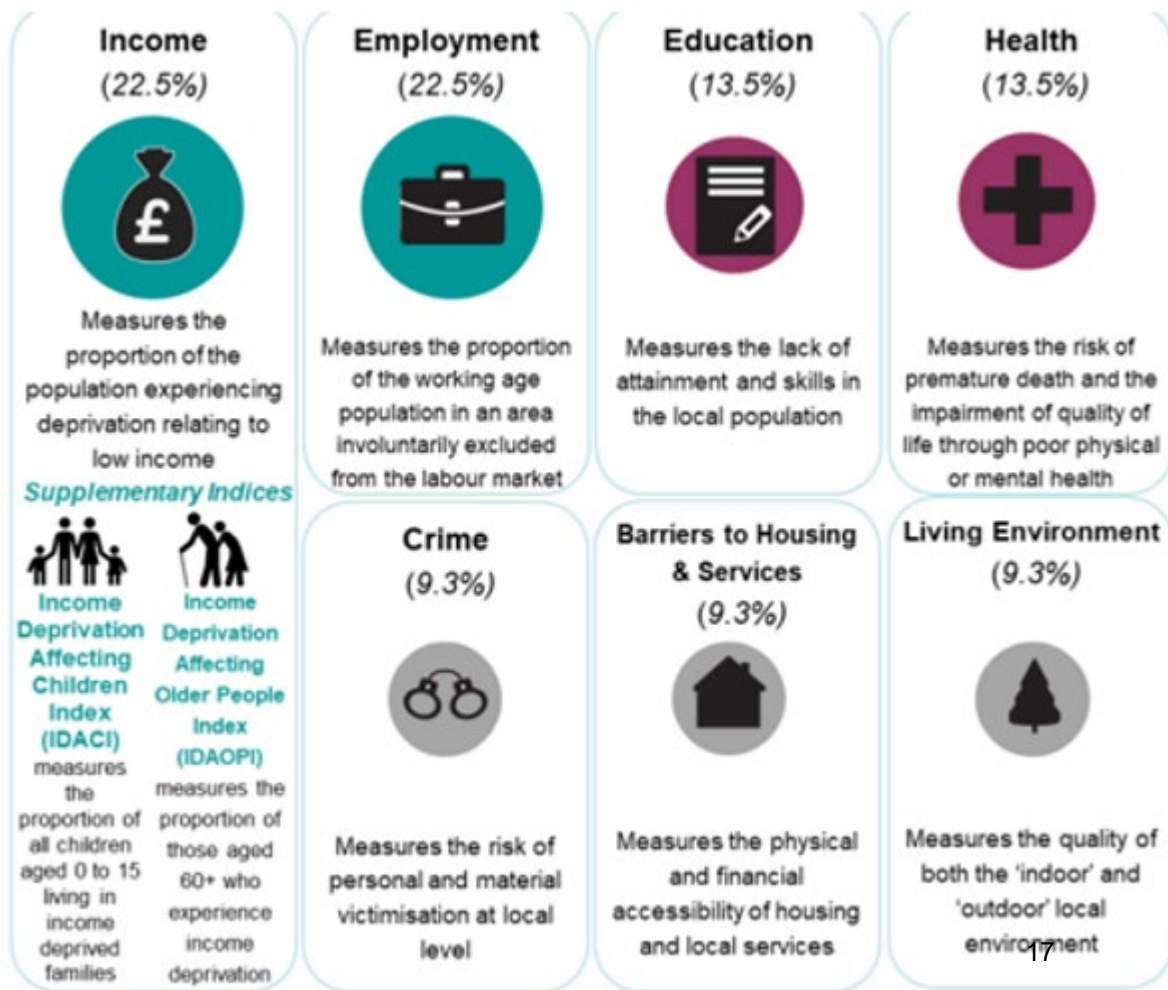 Income
(22.5%)
£
Measures the
proportion of the
population experiencing
deprivation relating to
low income
Supplementary Indices
Income
Deprivation
Affecting
Children
Index
(IDACI)
measures
the
proportion of
all children
aged 0 to 15
living in
income
deprived
families
Income
Deprivation
Affecting
Older People
Index
(IDAOPI)
measures the
proportion of
those aged
60+ who
experience
income
deprivation
Employment
(22.5%)
Measures the proportion
of the working age
population in an area
involuntarily excluded
from the labour market
Education
(13.5%)
Measures the lack of
attainment and skills in
the local population
Health
(13.5%)
Measures the risk of
premature death and the
impairment of quality of
life through poor physical
or mental health
Crime
(9.3%)
Measures the risk of
personal and material
victimisation at local
level
Barriers to Housing
& Services
(9.3%)
Measures the physical
and financial
accessibility of housing
and local services
Living Environment
(9.3%)
Measures the quality of
both the ‘indoor’ and
‘outdoor’ local
environment
17